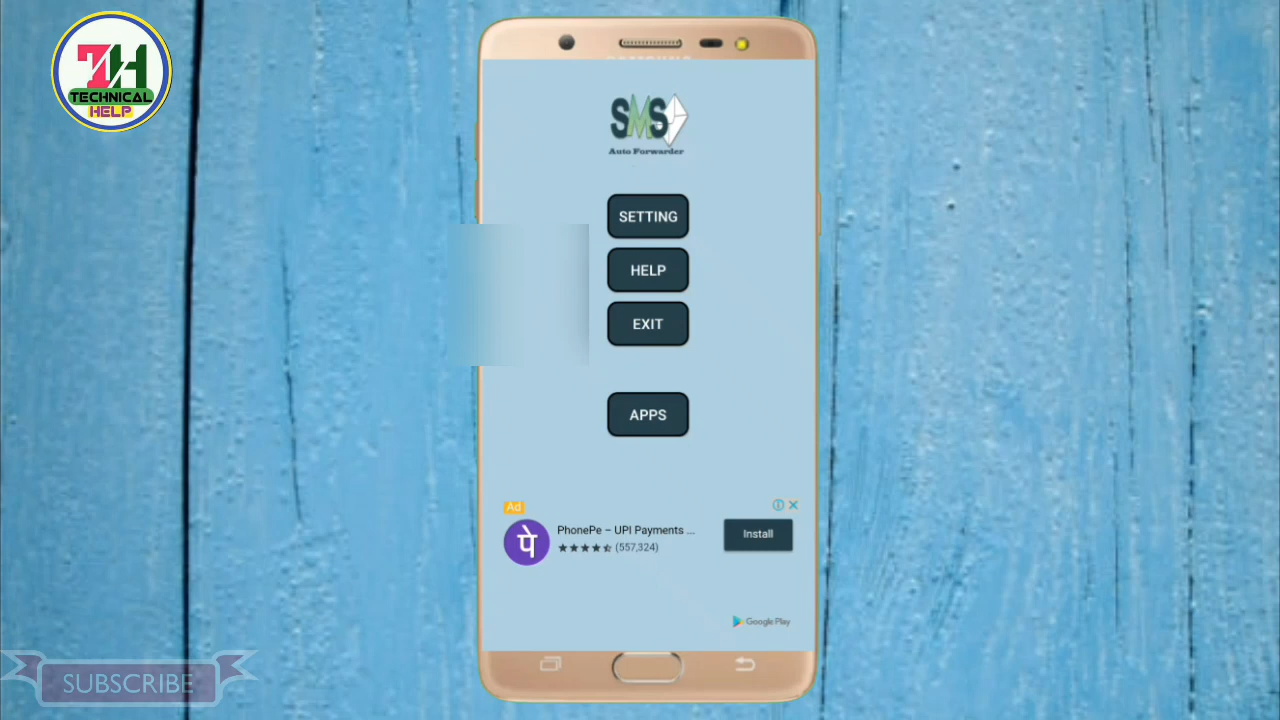 7H
TECHNICAL
HELP
SMS
Auto Forwarder
SETTING
HELP
EXIT
APPS
Ad
PhonePe – UPI Payments ...
(557,324)
Install
पे
Google Play
SUBSCRIBE